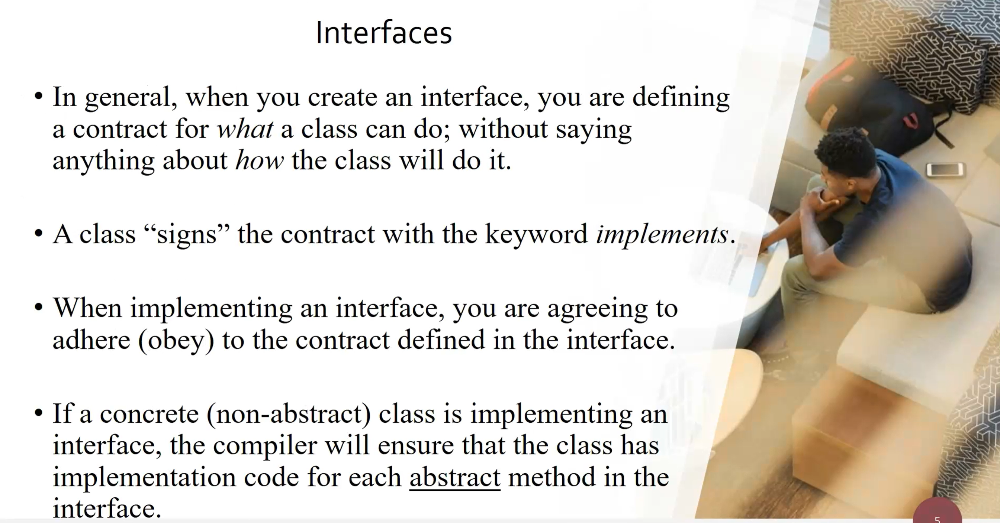 Interfaces
• In general, when you create an interface, you are defining
a contract for what a class can do; without saying
anything about how the class will do it.
• A class “signs” the contract with the keyword implements.
• When implementing an interface, you are agreeing to
adhere (obey) to the contract defined in the interface.
• If a concrete (non-abstract) class is implementing an
interface, the compiler will ensure that the class has
implementation code for each abstract method in the
interface.
5